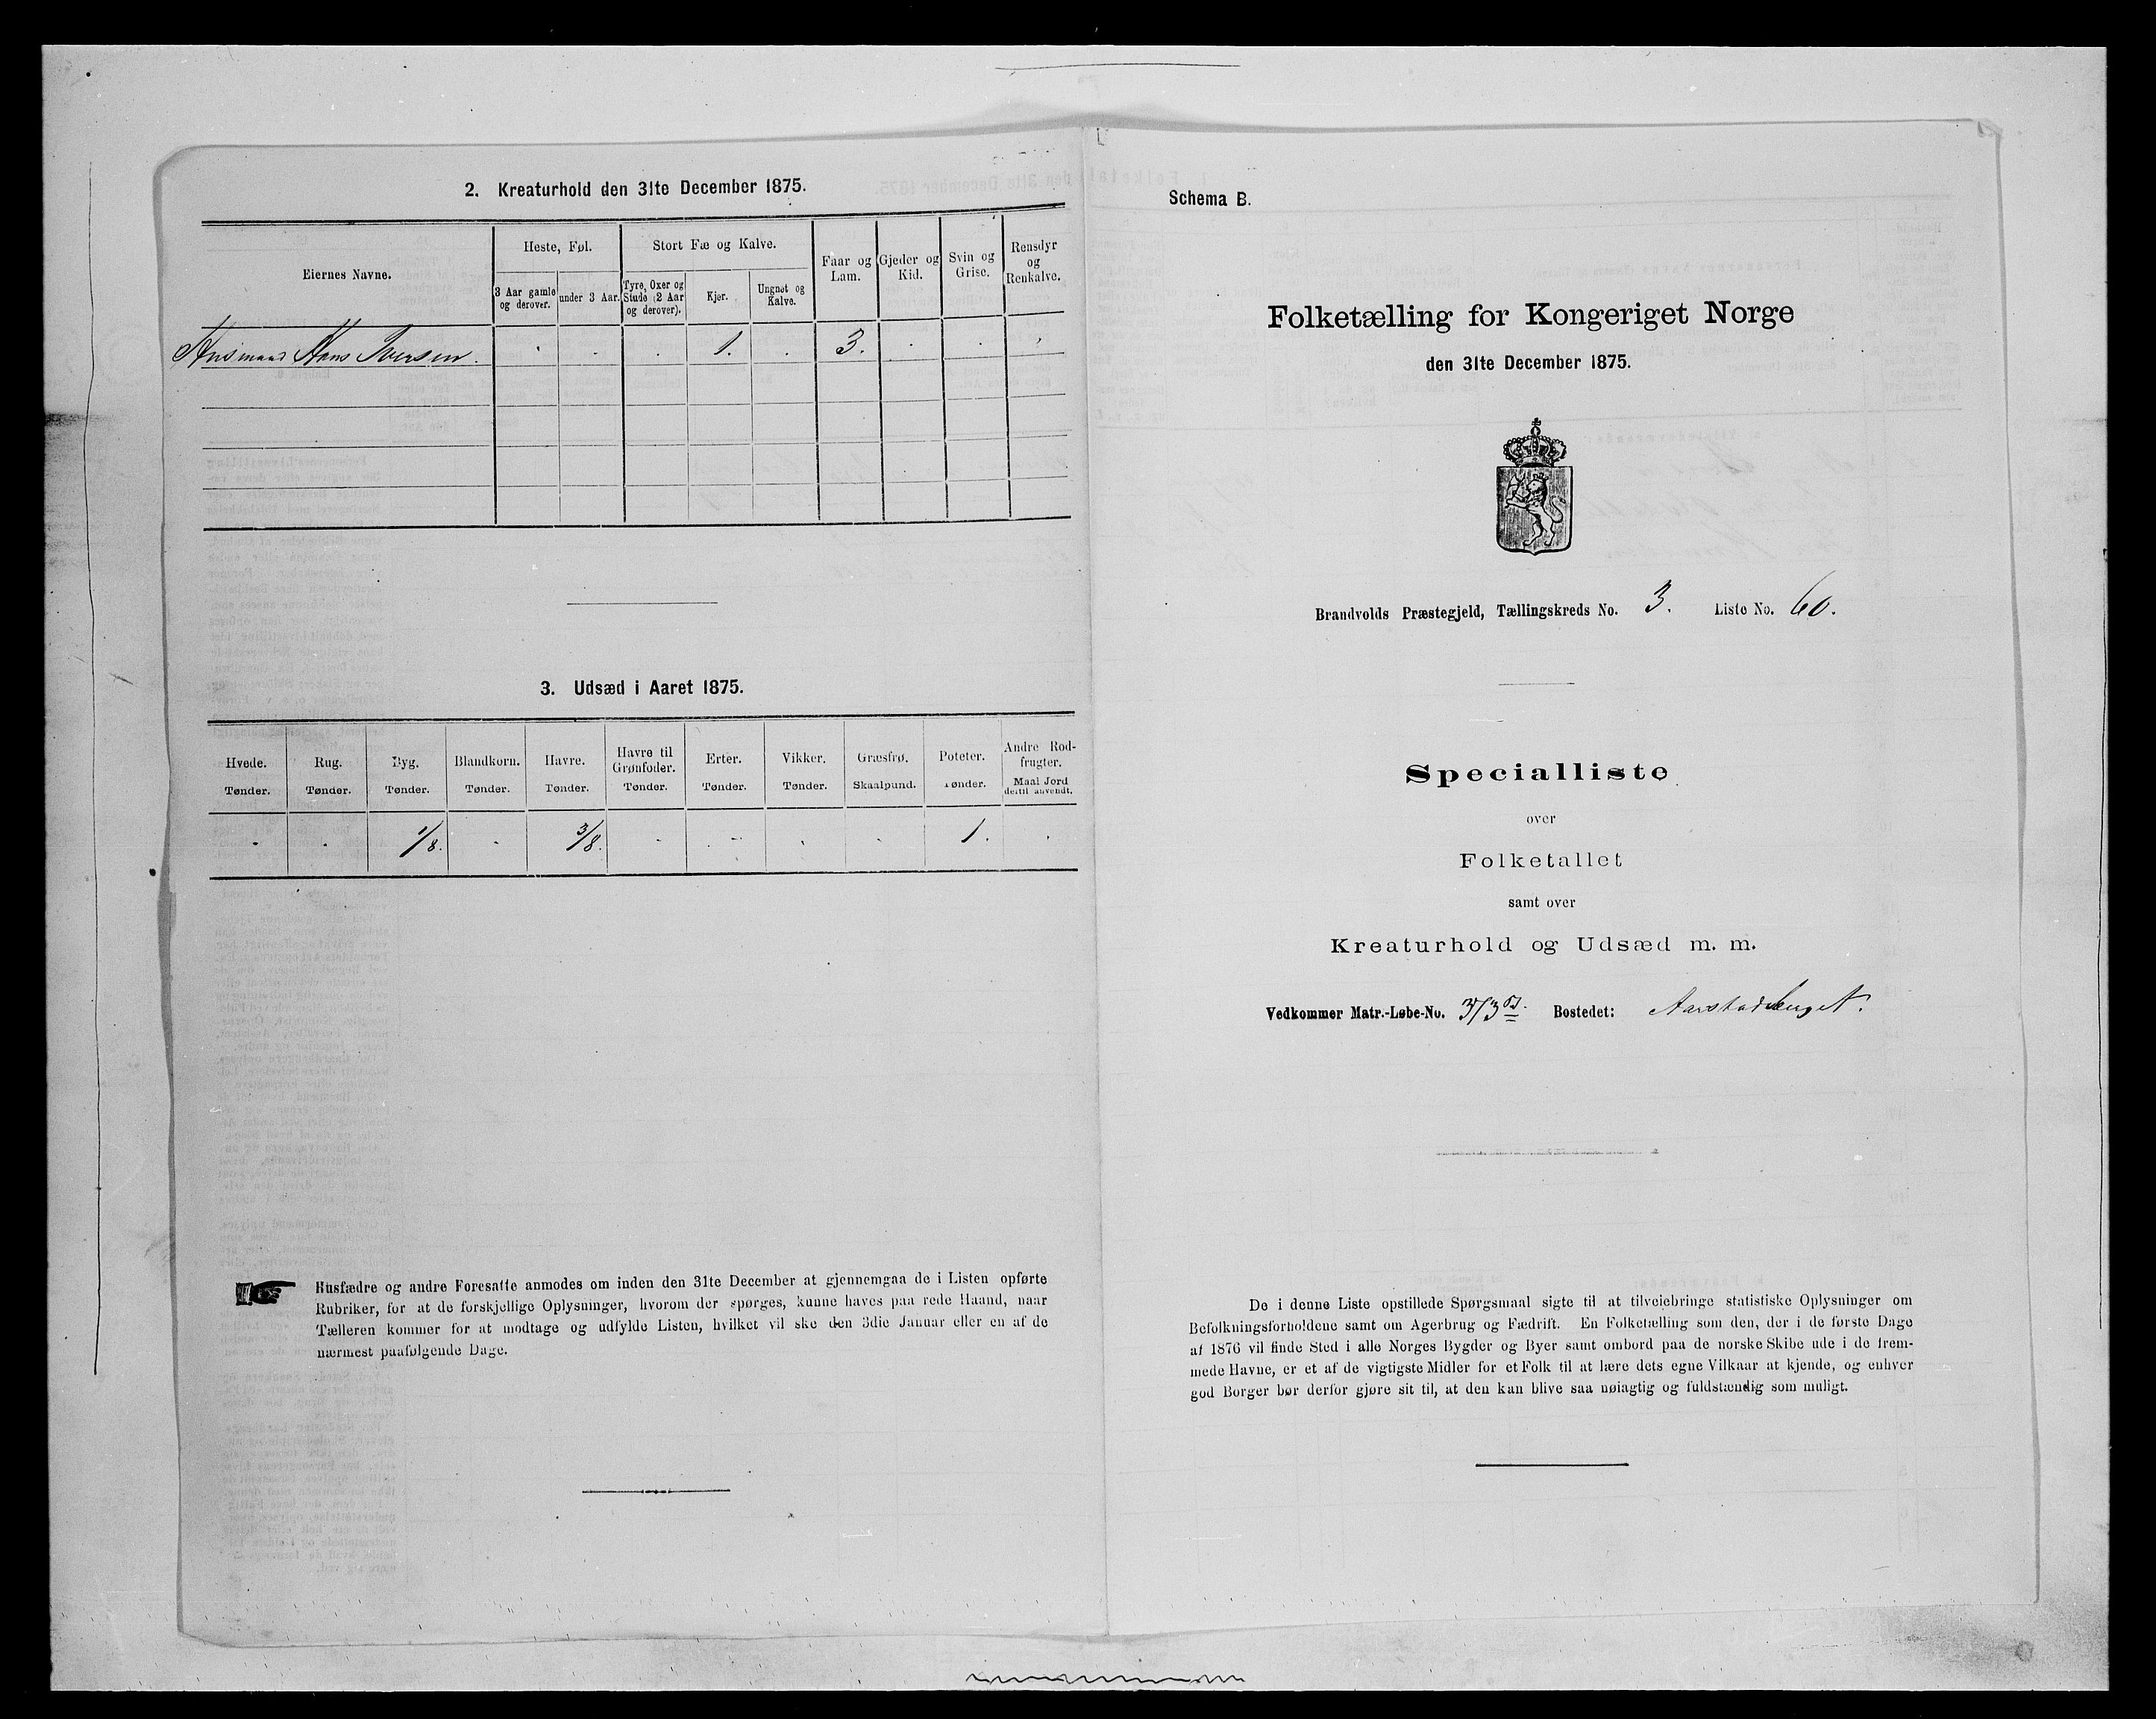 2. Kreaturhold den 31te December 1875.
Eiernes Navne.
Heste, Føl.
Stort Fæ og Kalve.
Faar og Lam.
Gjeder og Kid.
Svin og Grise.
Rensdyr og Renkalve.
3 Aar gamle og derover.
under 3 Aar.
Tyre, Oxer og Stude (2 Aar og derover).
Kjør.
Ungnøt og Kalve.
Husmand Hans Iversen. . . . 1. . 3. . . .
3. Udsæd i Aaret 1875.
Hvede. Rug. Byg. Blandkorn. Havre. Havre til Grønfoder. Erter. Vikker. Græsfrø. Poteter. Andre Rodfrugter.
Tønder. Tønder. Tønder. Tønder. Tønder. Tønder. Tønder. Tønder. Skaalpund. Tønder. Maal Jord dertil anvendt.
. . 1/8. . 3/8. . . . . 1. .
Husfædre og andre Foresatte anmodes om inden den 31te December at gjennemgaa de i Listen opførte
Rubriker, for at de forskjellige Oplysninger, hvorom der spørges, kunne haves paa rede Haand, naar
Tælleren kommer for at modtage og udfylde Listen, hvilket vil ske den 3die Januar eller en af de
nærmest paafølgende Dage.
Schema B.
Folketælling for Kongeriget Norge
den 31te December 1875.
Brandvolds Præstegjeld, Tællingskreds No. 3. Liste No. 60.
Specialliste
over
Folketallet
samt over
Kreaturhold og Udsæd m. m.
Vedkommer Matr.-Løbe-No. Bostedet: Aarstadberget.
De i denne Liste opstillede Spørgsmaal sigte til at tilveiebringe statistiske Oplysninger om
Befolkningsforholdene samt om Agerbrug og Fædrift. En Folketælling som den, der i de første Dage
af 1876 vil finde Sted i alle Norges Bygder og Byer samt ombord paa de norske Skibe ude i de frem-
mede Havne, er et af de vigtigste Midler for et Folk til at lære dets egne Vilkaar at kjende, og enhver
god Borger bør derfor gjøre sit til, at den kan blive saa nøiagtig og fuldstændig som muligt.